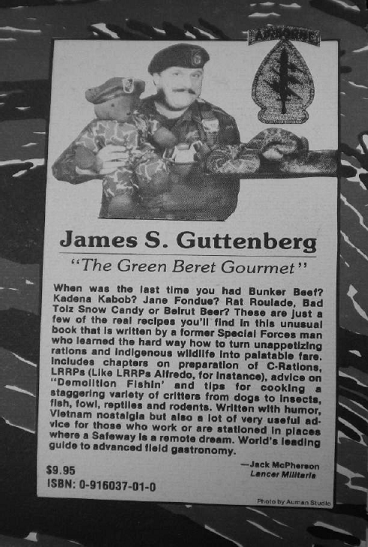 AIRBORNE
James S. Guttenberg
"The Green Beret Gourmet"
When was the last time you had Bunker Beef?
Kadena Kabob? Jane Fondue? Rat Roulade, Bad
Tolz Snow Candy or Beirut Beer? These are just a
few of the real recipes you'll find in this unusual
book that is written by a former Special Forces man
who learned the hard way how to turn unappetizing
rations and indigenous wildlife into palatable fare.
Includes chapters on preparation of C-Rations,
LRRPs (Like LRRPs Alfredo, for instance), advice on
"Demolition Fishin' and tips for cooking a
staggering variety of critters from dogs to insects,
fish, fowl, reptiles and rodents. Written with humor,
Vietnam nostalgia but also a lot of very useful ad-
vice for those who work or are stationed in places
where a Safeway is a remote dream. World's leading
guide to advanced field gastronomy.
—Jack McPherson
Lancer Militaria
$9.95
ISBN: 0-916037-01-0
Photo by Auman Studio